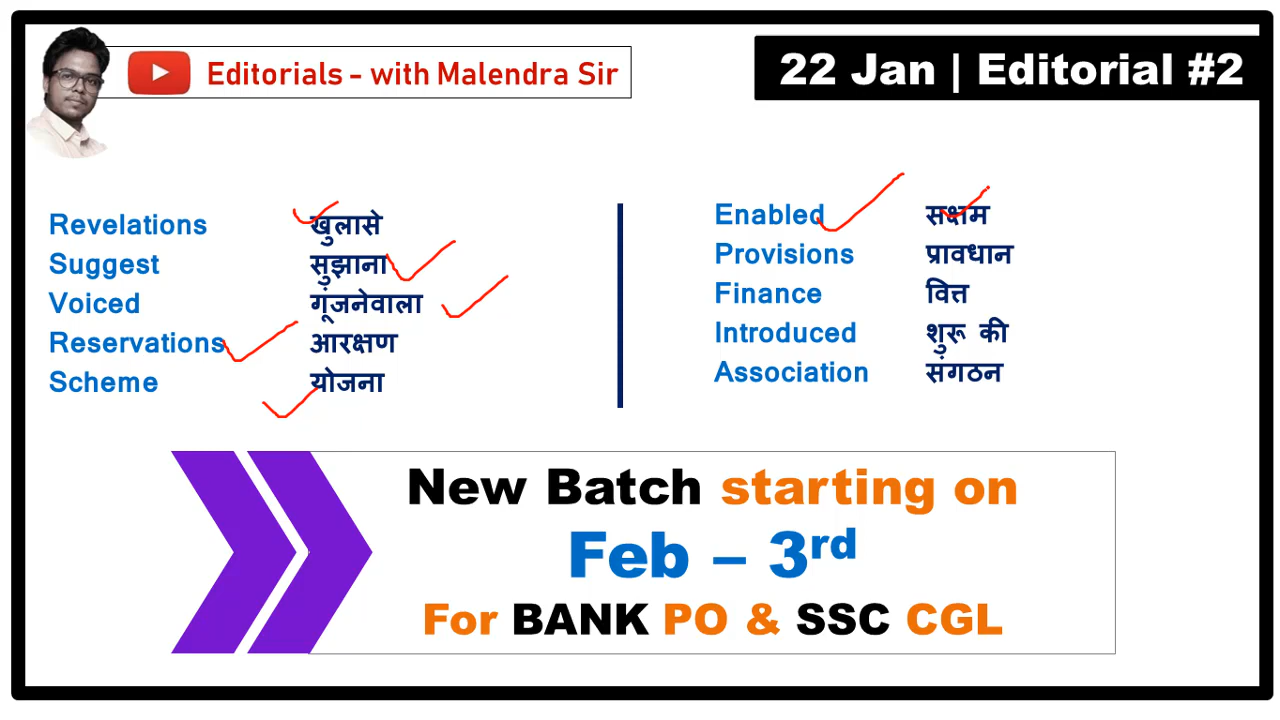 Editorials - with Malendra Sir
22 Jan | Editorial #2
Revelations खुलासे
Suggest सुझाना
Voiced गूंजनेवाला
Reservations आरक्षण
Scheme योजना
Enabled सक्षम
Provisions प्रावधान
Finance वित्त
Introduced शुरू की
Association संगठन
New Batch starting on
Feb – 3rd
For BANK PO & SSC CGL